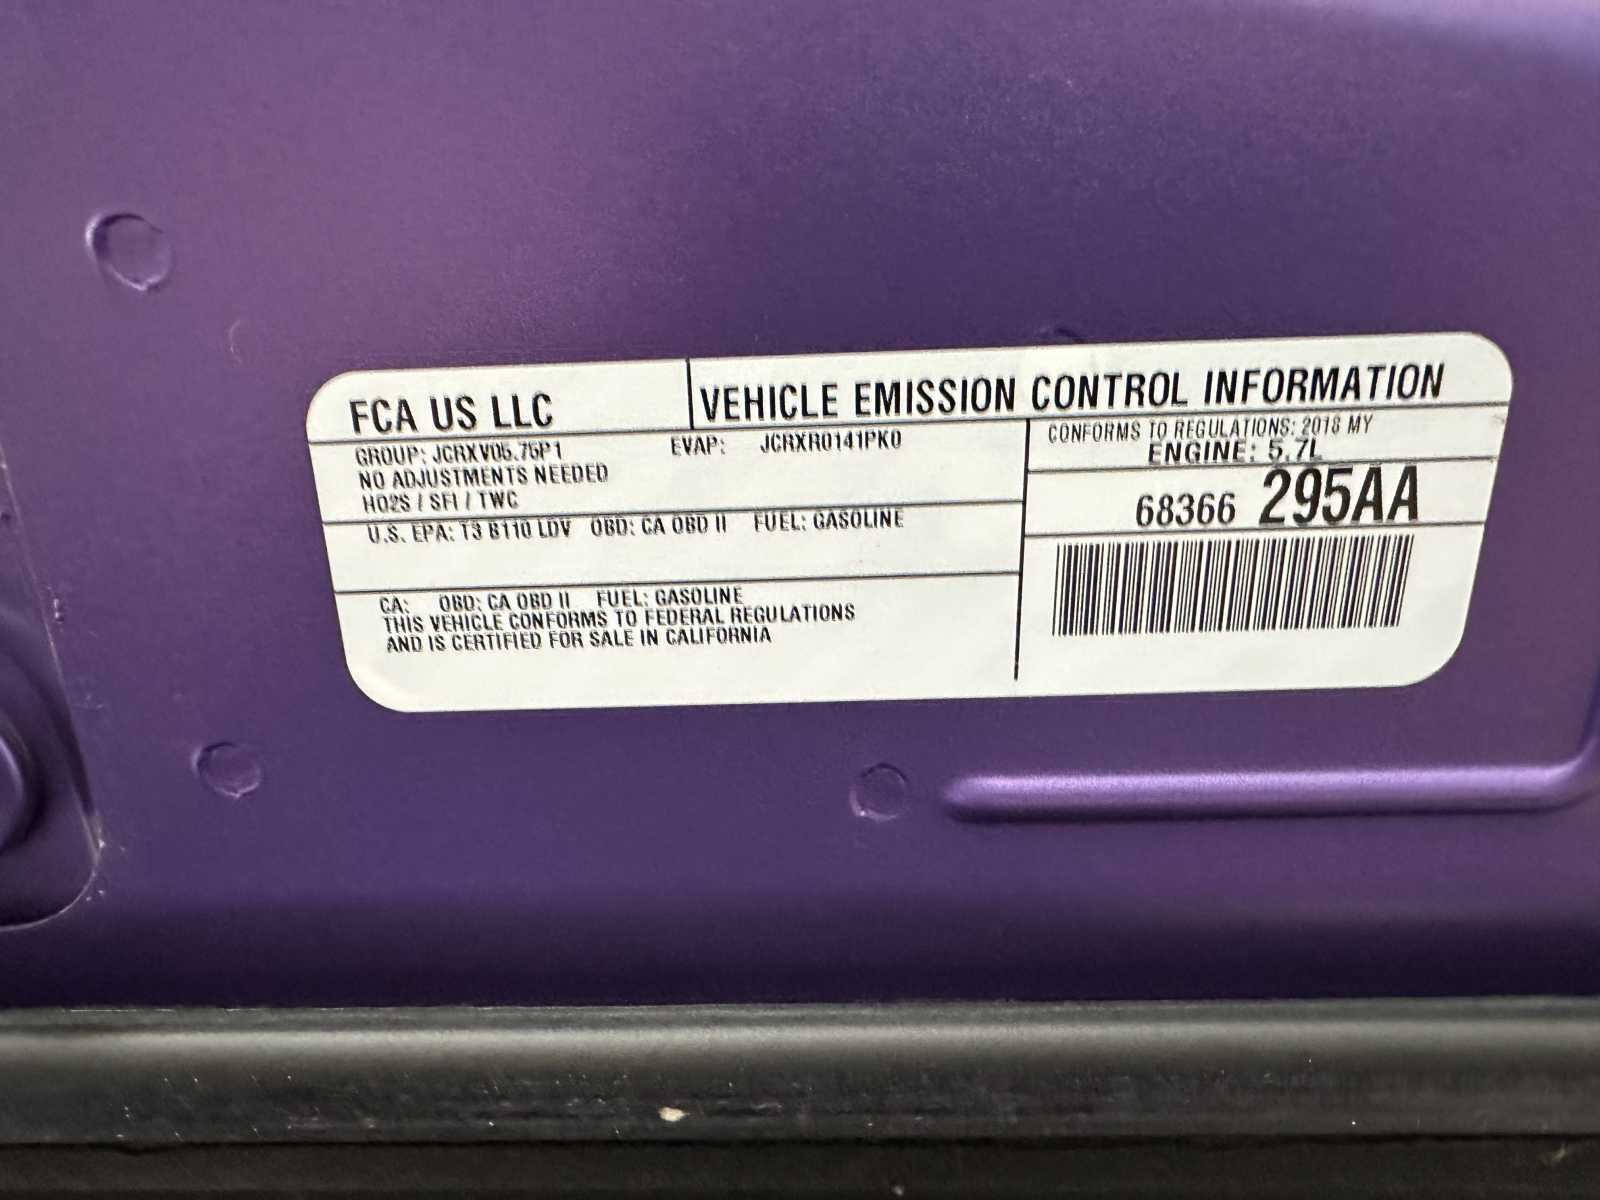 FCA US LLC
VEHICLE EMISSION CONTROL INFORMATION
GROUP: JCRXV05.75P1 EVAP: JCRXR0141PK0
NO ADJUSTMENTS NEEDED
HO2S / SFI / TWC
U.S. EPA: T3 B110 LDV OBD: CA OBD II FUEL: GASOLINE
CA: OBD: CA OBD II FUEL: GASOLINE
THIS VEHICLE CONFORMS TO FEDERAL REGULATIONS
AND IS CERTIFIED FOR SALE IN CALIFORNIA
CONFORMS TO REGULATIONS: 2018 MY
ENGINE: 5.7L
68366 295AA